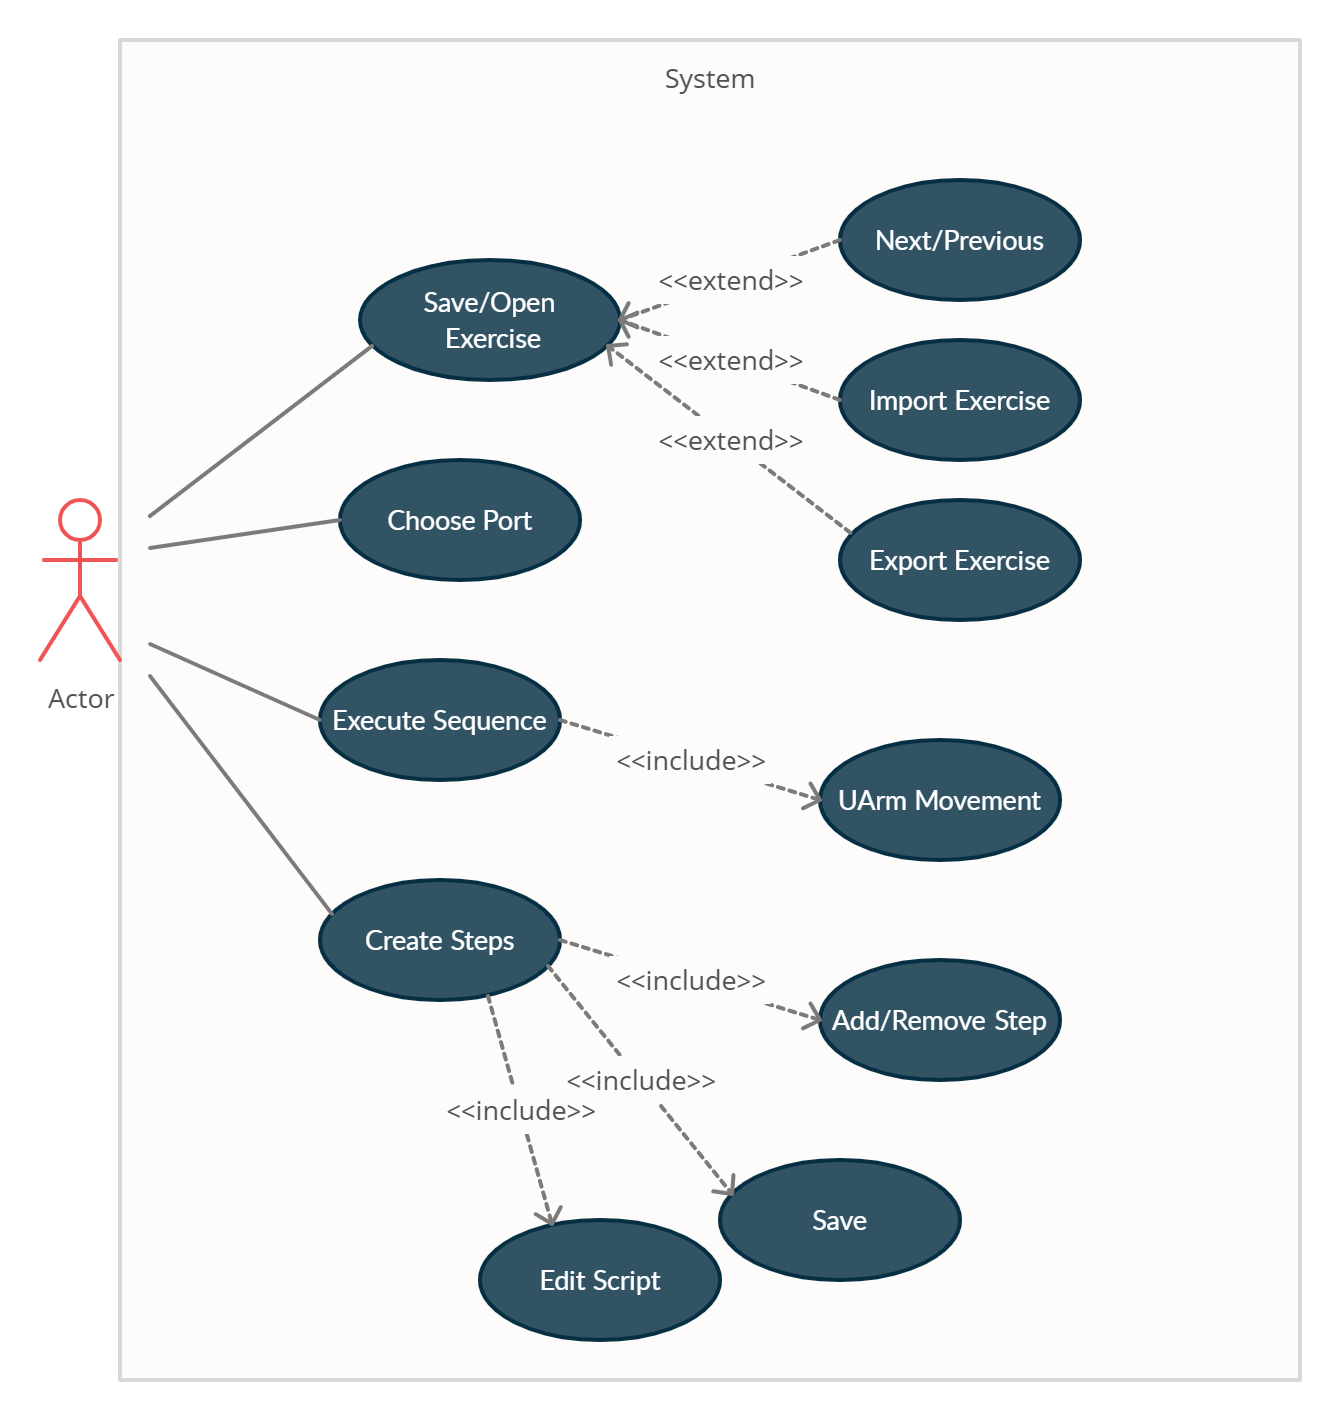 System
Next/Previous
<<extend>>
Save/Open
Exercise
<<extend>>
Import Exercise
<<extend>>
Choose Port
Export Exercise
Actor
Execute Sequence
<<include>>
UArm Movement
Create Steps
<<include>>
Add/Remove Step
<<include>>
<<include>>
Save
Edit Script